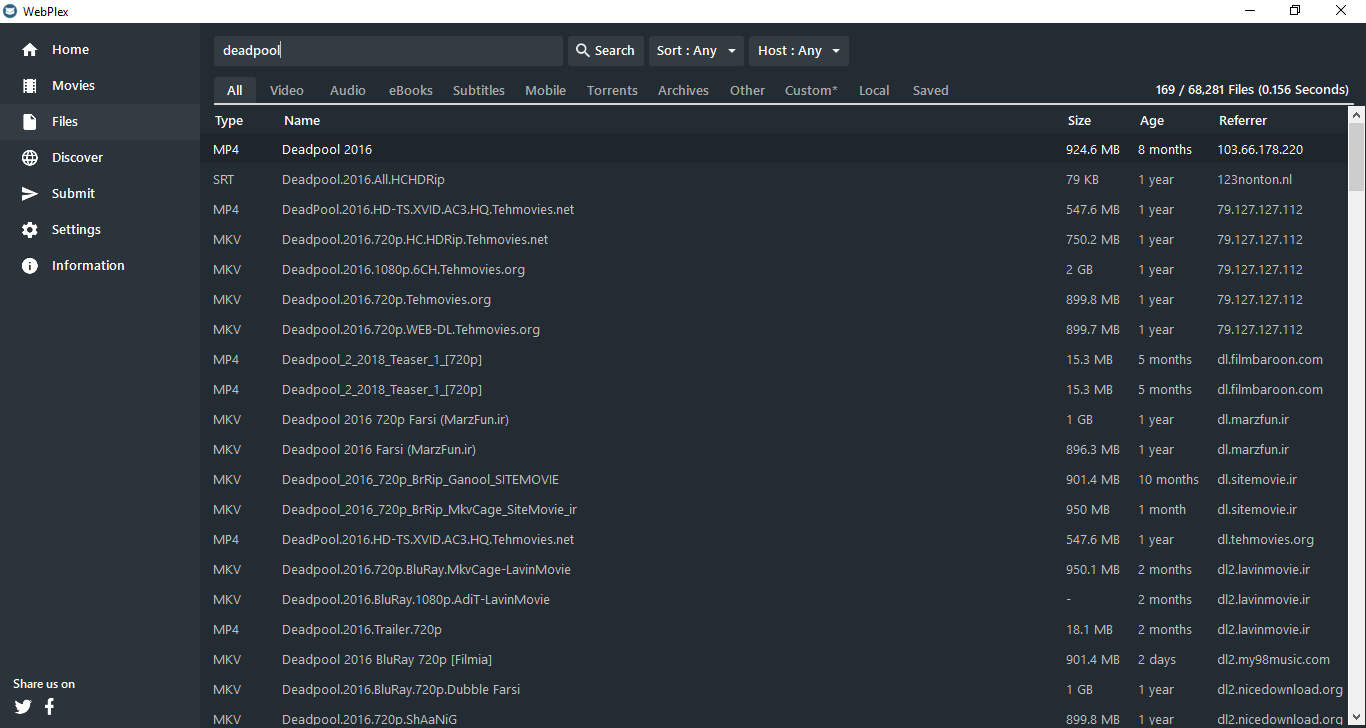 WebPlex
Home
Movies
Files
Discover
Submit
Settings
Information
Share us on
deadpool
Search
Sort : Any
Host : Any
All Video Audio eBooks Subtitles Mobile Torrents Archives Other Custom* Local Saved 169 / 68,281 Files (0.156 Seconds)
Type Name Size Age Referrer
MP4 Deadpool 2016 924.6 MB 8 months 103.66.178.220
SRT Deadpool.2016.All.HCHDRip 79 KB 1 year 123nonton.nl
MP4 DeadPool.2016.HD-TS.XVID.AC3.HQ.Tehmovies.net 547.6 MB 1 year 79.127.127.112
MKV Deadpool.2016.720p.HC.HDRip.Tehmovies.net 750.2 MB 1 year 79.127.127.112
MKV Deadpool.2016.1080p.6CH.Tehmovies.org 2 GB 1 year 79.127.127.112
MKV Deadpool.2016.720p.Tehmovies.org 899.8 MB 1 year 79.127.127.112
MKV Deadpool.2016.720p.WEB-DL.Tehmovies.org 899.7 MB 1 year 79.127.127.112
MP4 Deadpool_2_2018_Teaser_1_[720p] 15.3 MB 5 months dl.filmbaroon.com
MP4 Deadpool_2_2018_Teaser_1_[720p] 15.3 MB 5 months dl.filmbaroon.com
MKV Deadpool 2016 720p Farsi (MarzFun.ir) 1 GB 1 year dl.marzfun.ir
MKV Deadpool 2016 Farsi (MarzFun.ir) 896.3 MB 1 year dl.marzfun.ir
MKV Deadpool_2016_720p_BrRip_Ganool_SITEMOVIE 901.4 MB 10 months dl.sitemovie.ir
MKV Deadpool_2016_720p_BrRip_MkvCage_SiteMovie_ir 950 MB 1 month dl.sitemovie.ir
MP4 DeadPool.2016.HD-TS.XVID.AC3.HQ.Tehmovies.net 547.6 MB 1 year dl.tehmovies.org
MKV Deadpool.2016.720p.BluRay.MkvCage-LavinMovie 950.1 MB 2 months dl2.lavinmovie.ir
MKV Deadpool.2016.BluRay.1080p.AdiT-LavinMovie - 2 months dl2.lavinmovie.ir
MP4 Deadpool.2016.Trailer.720p 18.1 MB 2 months dl2.lavinmovie.ir
MKV Deadpool 2016 BluRay 720p [Filmia] 901.4 MB 2 days dl2.my98music.com
MKV Deadpool.2016.BluRay.720p.Dubble Farsi 1 GB 1 year dl2.nicedownload.org
MKV Deadpool.2016.720p.ShAaNiG 899.8 MB 1 year dl2.nicedownload.org